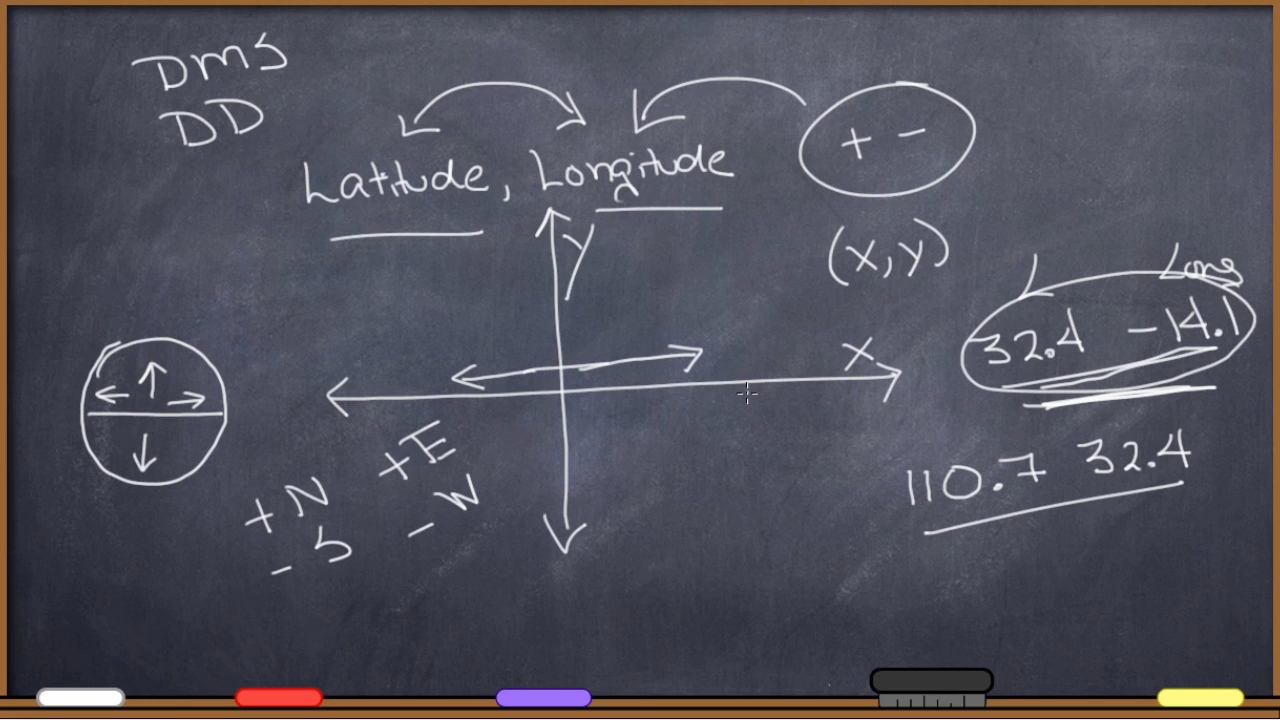 DMS
DD
+ -
Latitude, Longitude
Y
(X,Y)
Long
32.4 -14.1
X
110.7 32.4
+E
-W
+N
-S